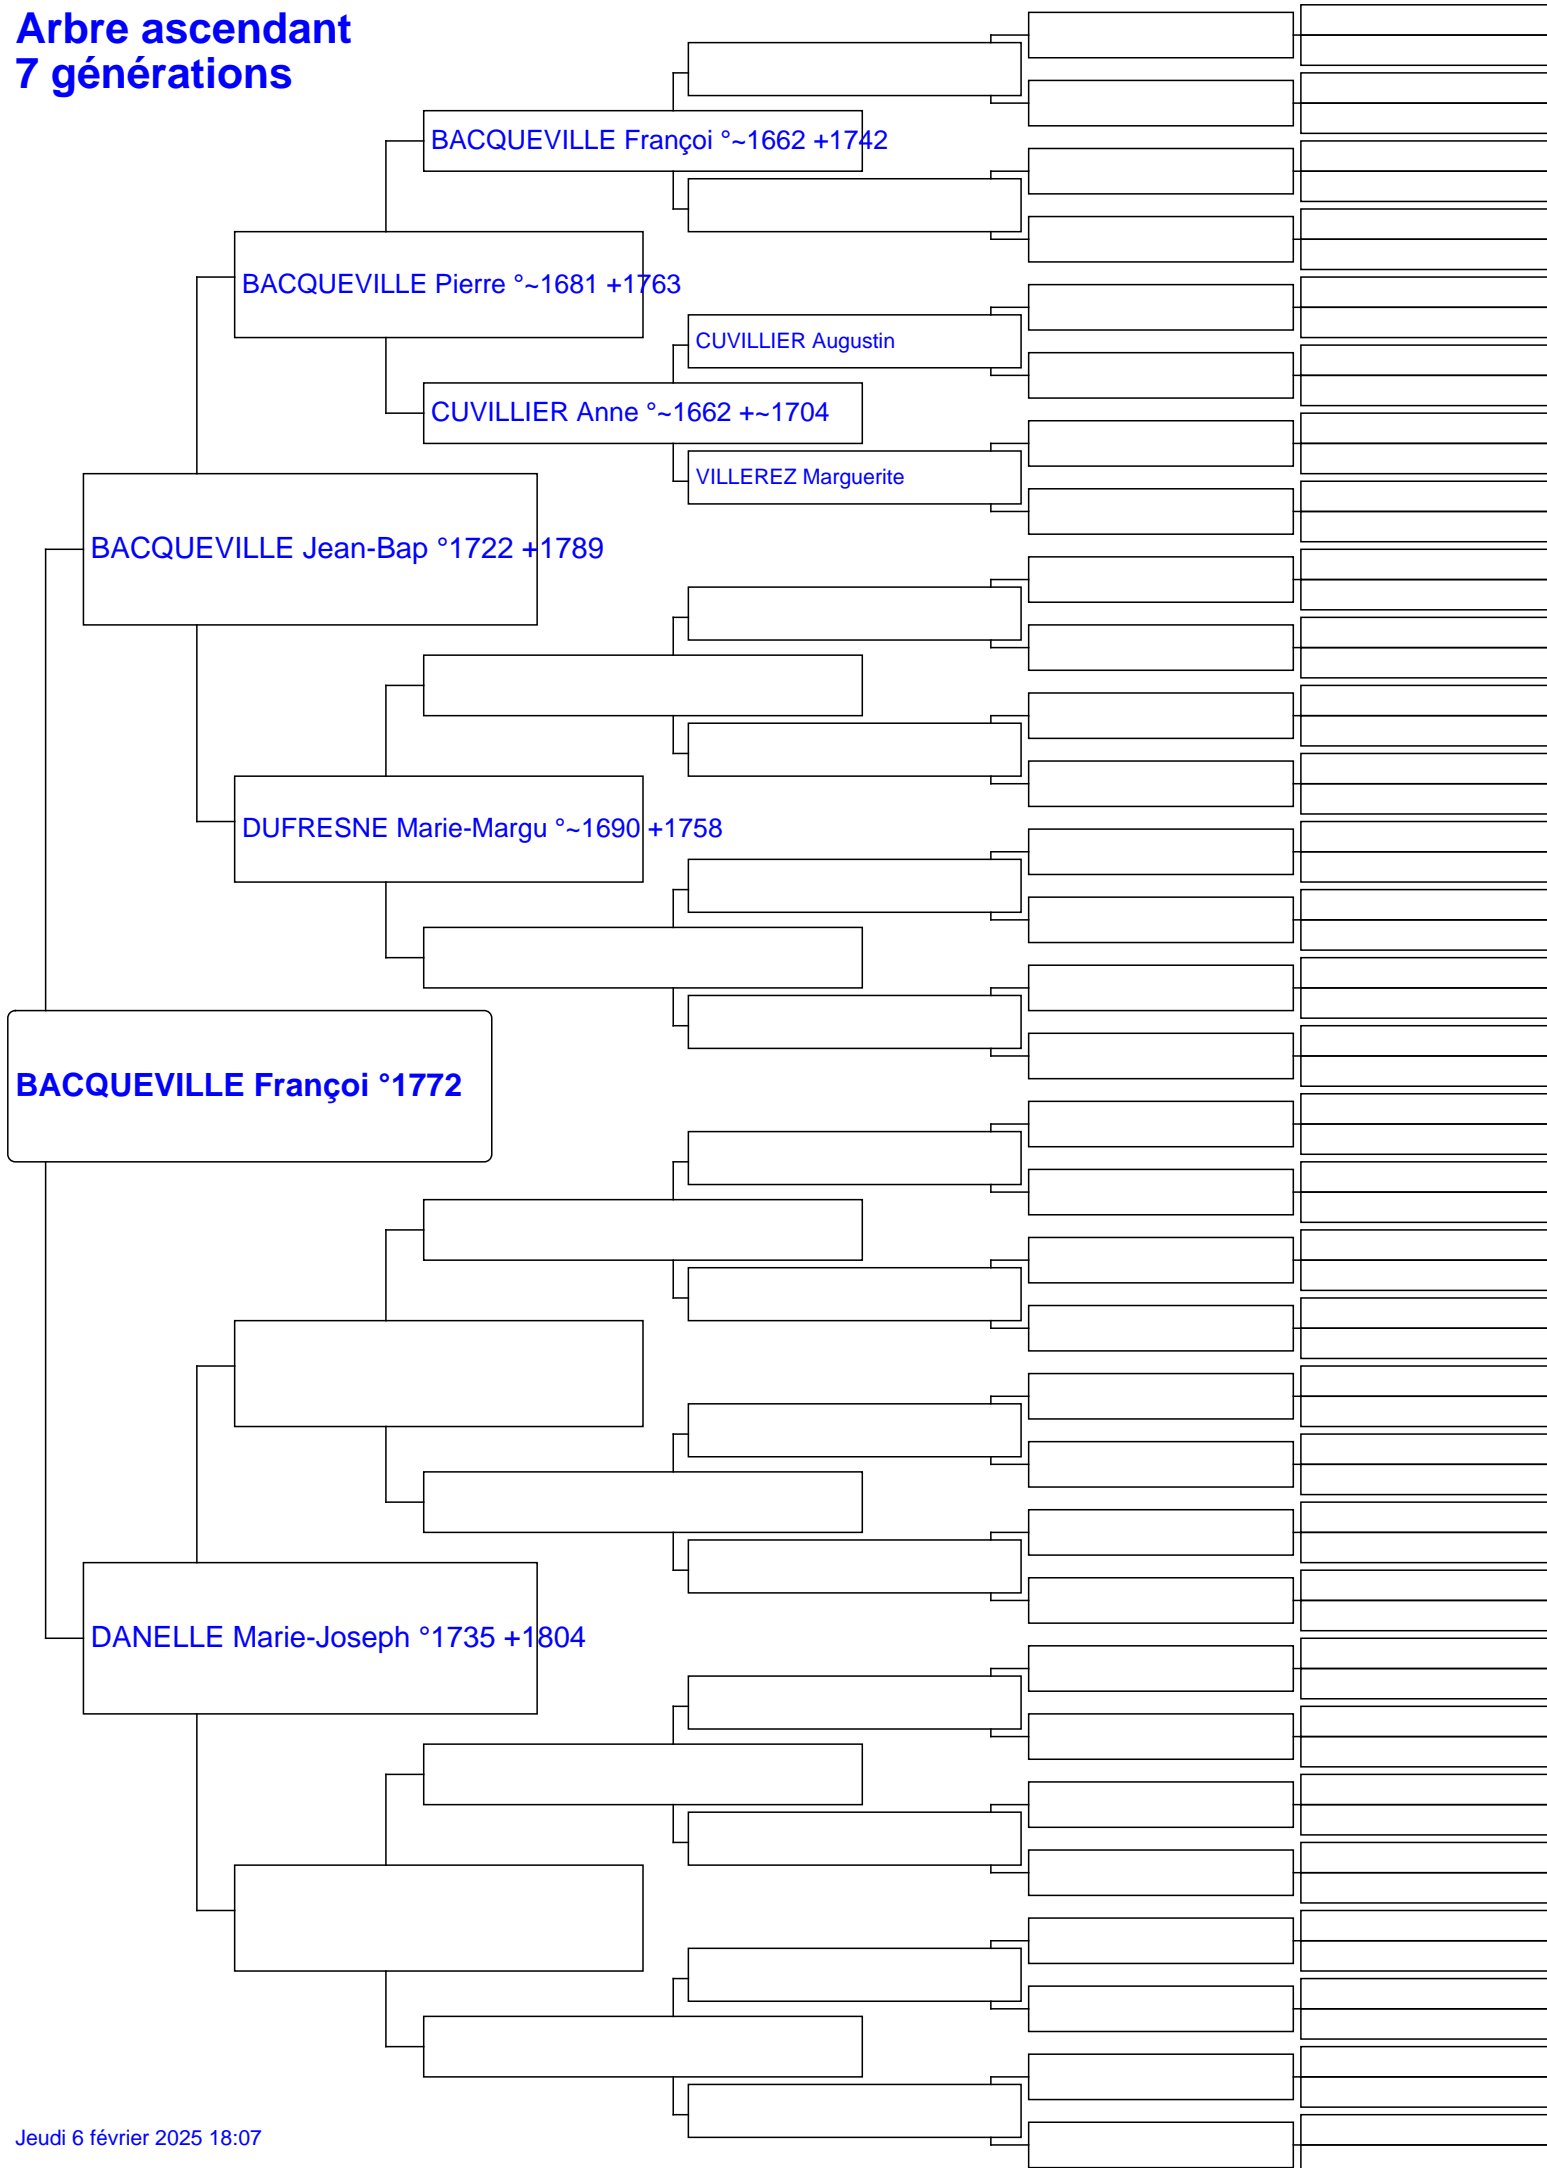 Arbre ascendant
7 générations
BACQUEVILLE Françoi °~1662 +1742
BACQUEVILLE Pierre °~1681 +1763
CUVILLIER Augustin
CUVILLIER Anne °~1662 +~1704
VILLEREZ Marguerite
BACQUEVILLE Jean-Bap °1722 +1789
DUFRESNE Marie-Margu °~1690 +1758
BACQUEVILLE Françoi °1772
DANELLE Marie-Joseph °1735 +1804
Jeudi 6 février 2025 18:07